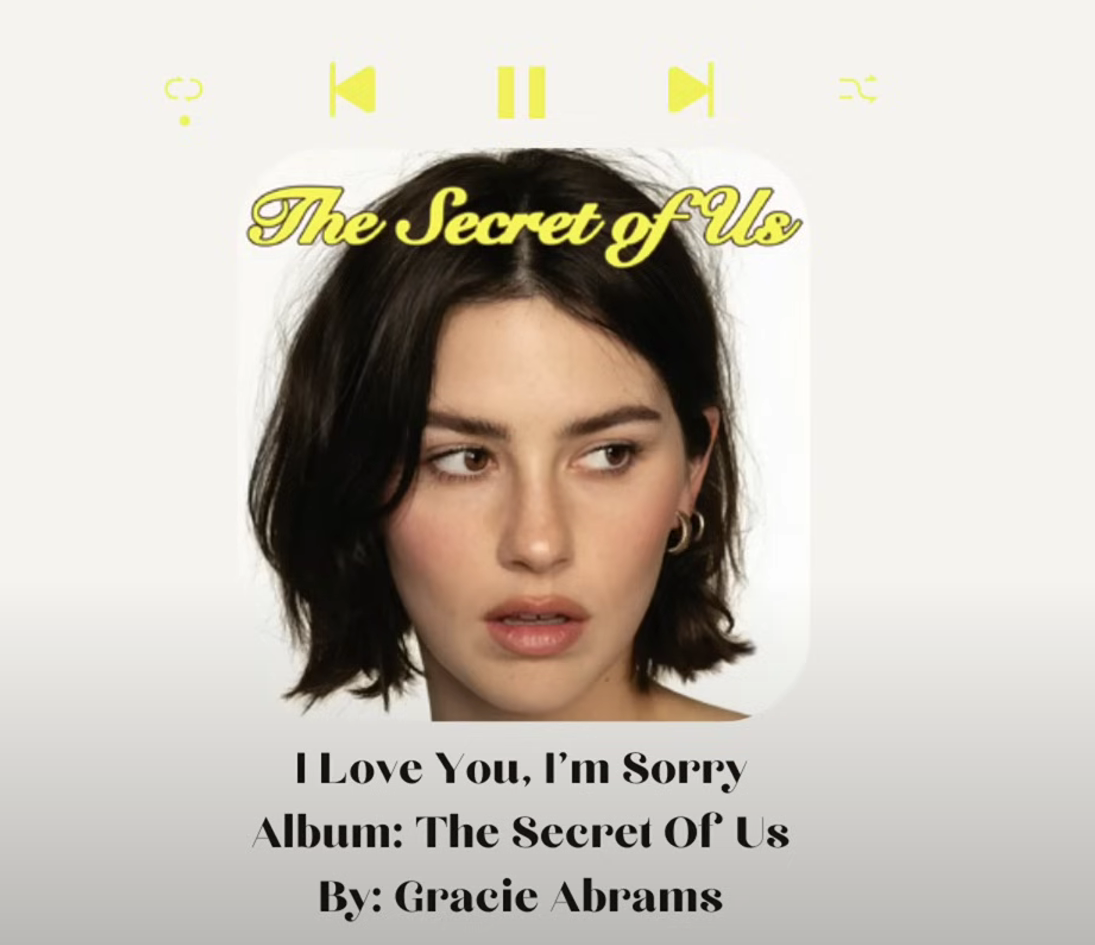 The Secret of Us
I Love You, I'm Sorry
Album: The Secret Of Us
By: Gracie Abrams